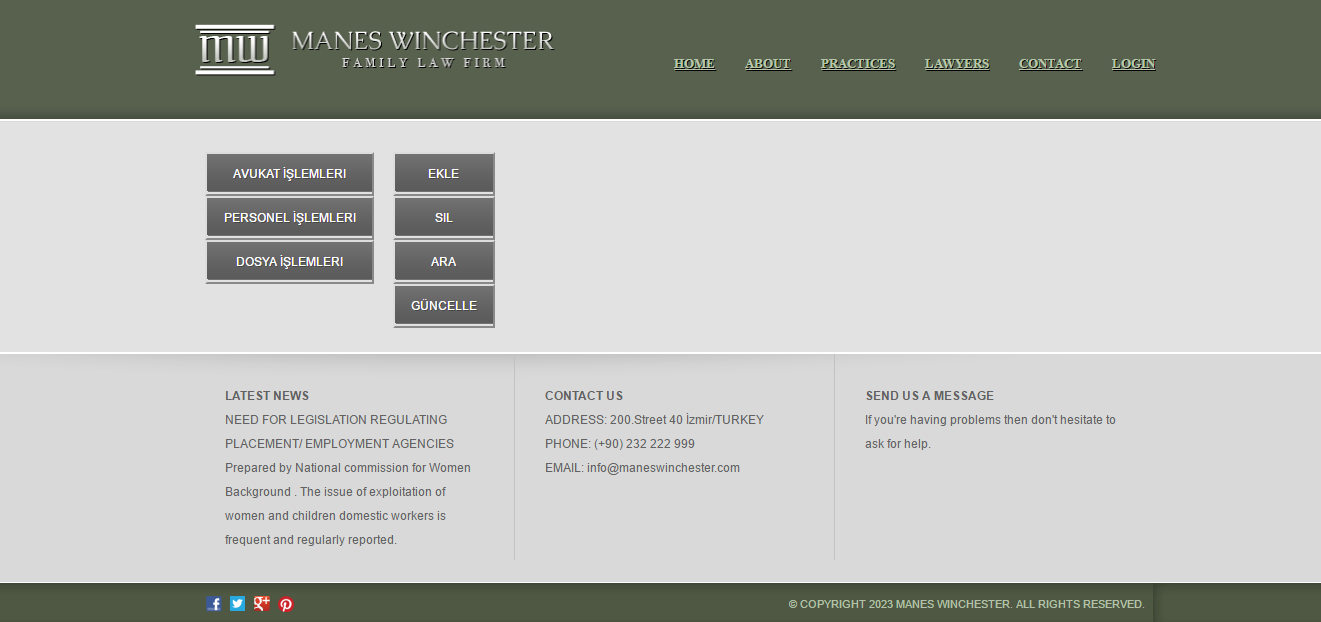 mw MANES WINCHESTER
FAMILY LAW FIRM
HOME ABOUT PRACTICES LAWYERS CONTACT LOGIN
AVUKAT İŞLEMLERI
PERSONEL İŞLEMLERI
DOSYA İŞLEMLERI
EKLE
SIL
ARA
GÜNCELLE
LATEST NEWS
NEED FOR LEGISLATION REGULATING
PLACEMENT/ EMPLOYMENT AGENCIES
Prepared by National commission for Women
Background . The issue of exploitation of
women and children domestic workers is
frequent and regularly reported.
CONTACT US
ADDRESS: 200.Street 40 İzmir/TURKEY
PHONE: (+90) 232 222 999
EMAIL: info@maneswinchester.com
SEND US A MESSAGE
If you're having problems then don't hesitate to
ask for help.
© COPYRIGHT 2023 MANES WINCHESTER. ALL RIGHTS RESERVED.